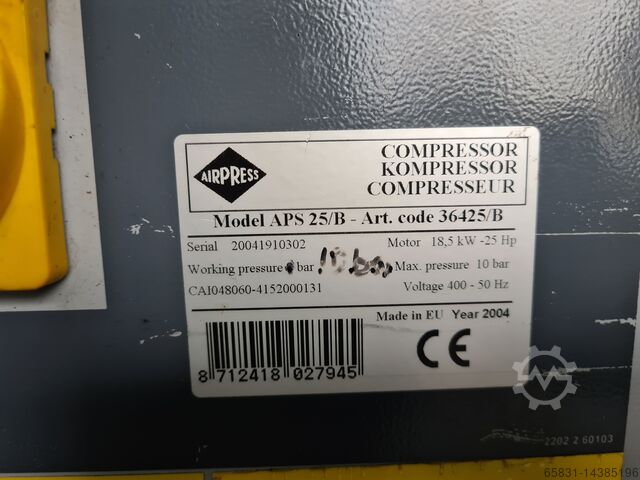 AIRPRESS
COMPRESSOR
KOMPRESSOR
COMPRESSEUR
Model APS 25/B - Art. code 36425/B
Serial 20041910302 Motor 18,5 kW -25 Hp
Working pressure bar 10 bar Max. pressure 10 bar
CAI048060-4152000131 Voltage 400 - 50 Hz
Made in EU Year 2004
CE
8 712418 027945
2202 2 60103
65831-14385196